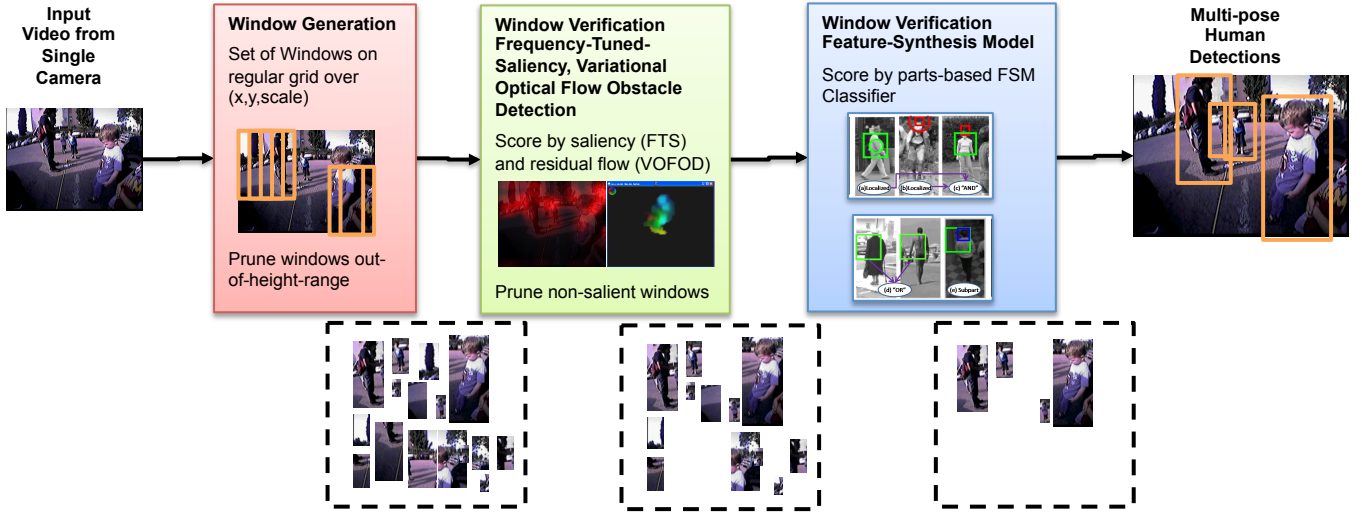 Input
Video from
Single
Camera
Window Generation
Set of Windows on
regular grid over
(x,y,scale)
Prune windows out-
of-height-range
Window Verification
Frequency-Tuned-
Saliency, Variational
Optical Flow Obstacle
Detection
Score by saliency (FTS)
and residual flow (VOFOD)
Prune non-salient windows
Window Verification
Feature-Synthesis Model
Score by parts-based FSM
Classifier
(a)Localized
(b)Localized
(c) "AND"
(d) "OR"
(e) Subpart
Multi-pose
Human
Detections